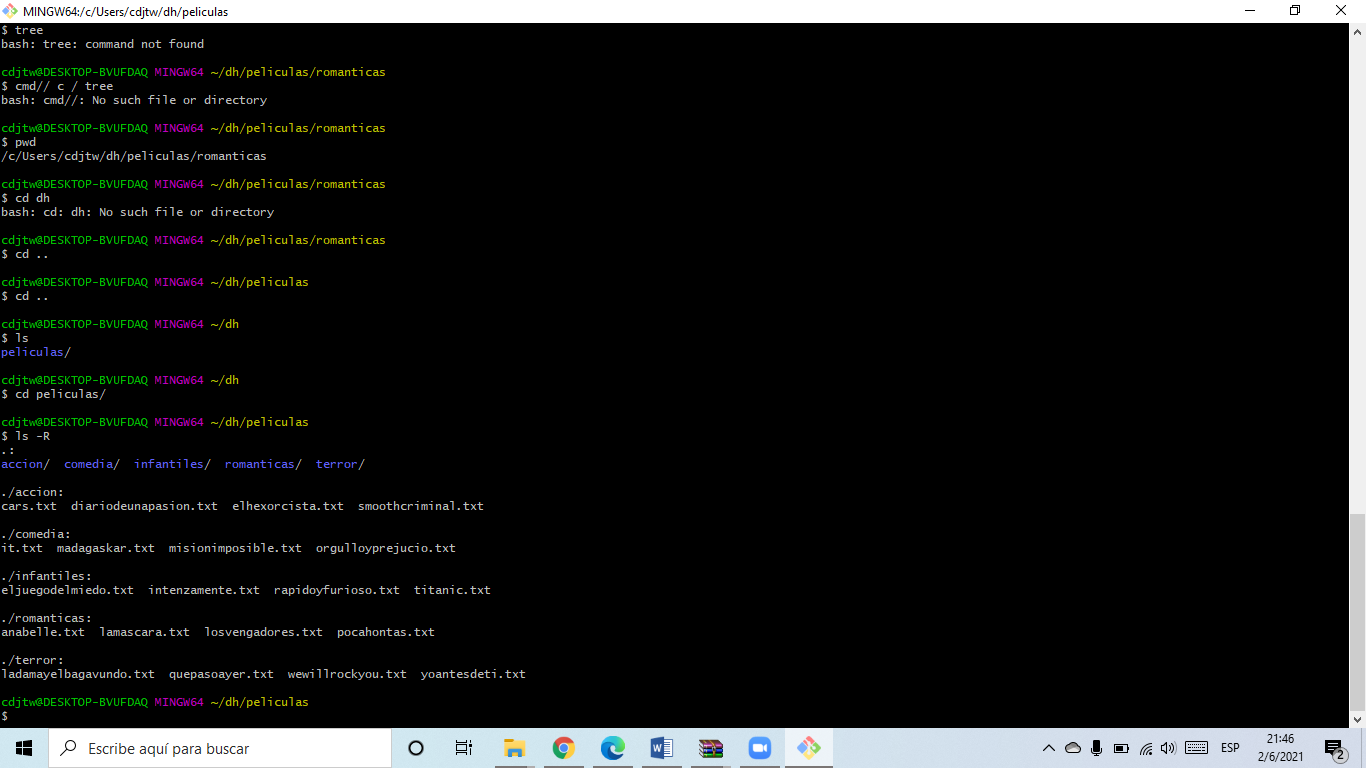 MINGW64:/c/Users/cdjtw/dh/peliculas
$ tree
bash: tree: command not found
cdjtw@DESKTOP-BVUFDAQ MINGW64 ~/dh/peliculas/romanticas
$ cmd// c / tree
bash: cmd//: No such file or directory
cdjtw@DESKTOP-BVUFDAQ MINGW64 ~/dh/peliculas/romanticas
$ pwd
/c/Users/cdjtw/dh/peliculas/romanticas
cdjtw@DESKTOP-BVUFDAQ MINGW64 ~/dh/peliculas/romanticas
$ cd dh
bash: cd: dh: No such file or directory
cdjtw@DESKTOP-BVUFDAQ MINGW64 ~/dh/peliculas/romanticas
$ cd ..
cdjtw@DESKTOP-BVUFDAQ MINGW64 ~/dh/peliculas
$ cd ..
cdjtw@DESKTOP-BVUFDAQ MINGW64 ~/dh
$ ls
peliculas/
cdjtw@DESKTOP-BVUFDAQ MINGW64 ~/dh
$ cd peliculas/
cdjtw@DESKTOP-BVUFDAQ MINGW64 ~/dh/peliculas
$ ls -R
.:
accion/  comedia/  infantiles/  romanticas/  terror/
./accion:
cars.txt  diariodeunapasion.txt  elhexorcista.txt  smoothcriminal.txt
./comedia:
it.txt  madagaskar.txt  misionimposible.txt  orgulloyprejucio.txt
./infantiles:
eljuegodelmiedo.txt  intenzamente.txt  rapidoyfurioso.txt  titanic.txt
./romanticas:
anabelle.txt  lamascara.txt  losvengadores.txt  pocahontas.txt
./terror:
ladamayelbagavundo.txt  quepasoayer.txt  wewillrockyou.txt  yoantesdeti.txt
cdjtw@DESKTOP-BVUFDAQ MINGW64 ~/dh/peliculas
$
Escribe aquí para buscar
ESP
21:46
2/6/2021
2